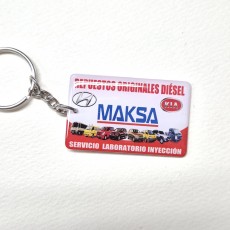 REPUESTOS ORIGINALES DIÉSEL
MAKSA
SERVICIO LABORATORIO INYECCIÓN